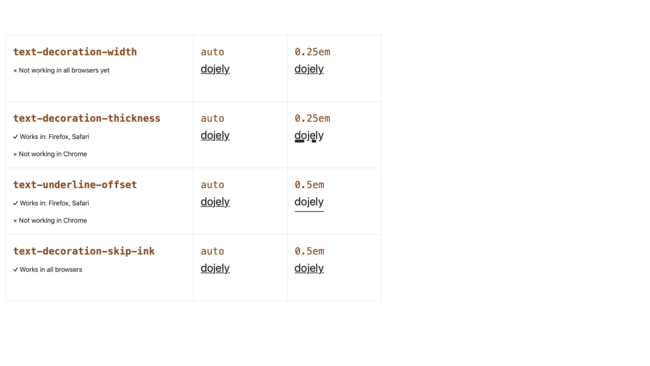 text-decoration-width
auto
0.25em
× Not working in all browsers yet
dojely
dojely
text-decoration-thickness
auto
0.25em
✓ Works in: Firefox, Safari
dojely
dojely
× Not working in Chrome
text-underline-offset
auto
0.5em
✓ Works in: Firefox, Safari
dojely
dojely
× Not working in Chrome
text-decoration-skip-ink
auto
0.5em
✓ Works in all browsers
dojely
dojely